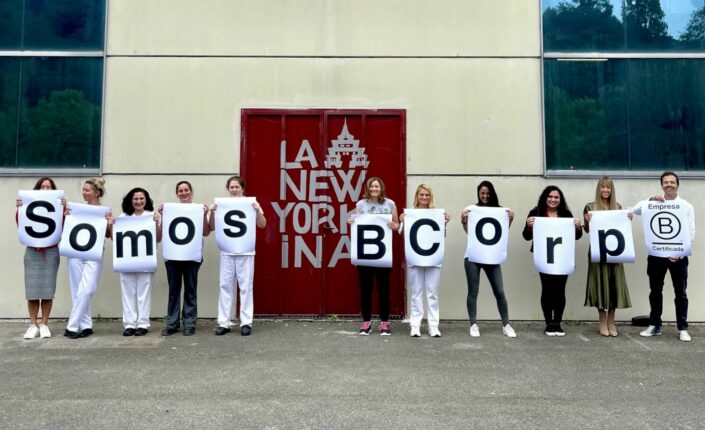 LA
NEW
YORK
iNA
Somos BCorp
Empresa
B
Certificada